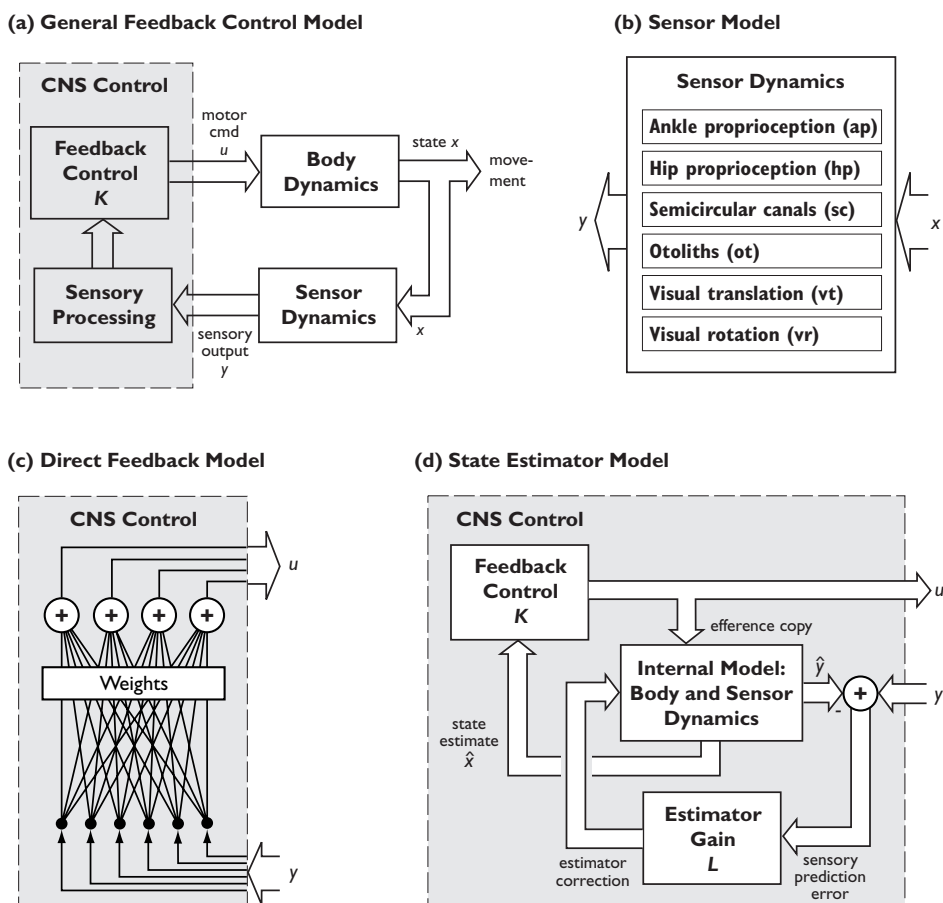 (a) General Feedback Control Model
CNS Control
motor
cmd
u
Feedback
Control
K
Body
Dynamics
state x
move-
ment
Sensory
Processing
sensory
output
y
Sensor
Dynamics
x
(b) Sensor Model
Sensor Dynamics
Ankle proprioception (ap)
Hip proprioception (hp)
Semicircular canals (sc)
Otoliths (ot)
Visual translation (vt)
Visual rotation (vr)
y
x
(c) Direct Feedback Model
CNS Control
u
+ + + +
Weights
y
(d) State Estimator Model
CNS Control
Feedback
Control
K
u
efference copy
Internal Model:
Body and Sensor
Dynamics
ŷ
+
-
y
state
estimate
x̂
Estimator
Gain
L
estimator
correction
sensory
prediction
error